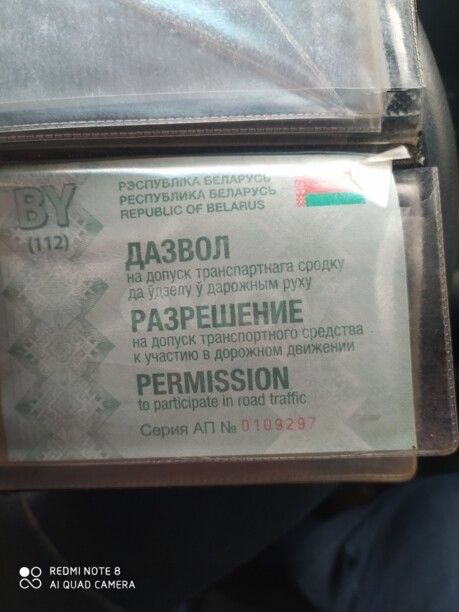 BY
(112)
РЭСПУБЛІКА БЕЛАРУСЬ
РЕСПУБЛИКА БЕЛАРУСЬ
REPUBLIC OF BELARUS
ДАЗВОЛ
на допуск транспартнага сродку
да ўдзелу ў дарожным руху
РАЗРЕШЕНИЕ
на допуск транспортного средства
к участию в дорожном движении
PERMISSION
to participate in road traffic
Серия АП № 0109297
REDMI NOTE 8
AI QUAD CAMERA